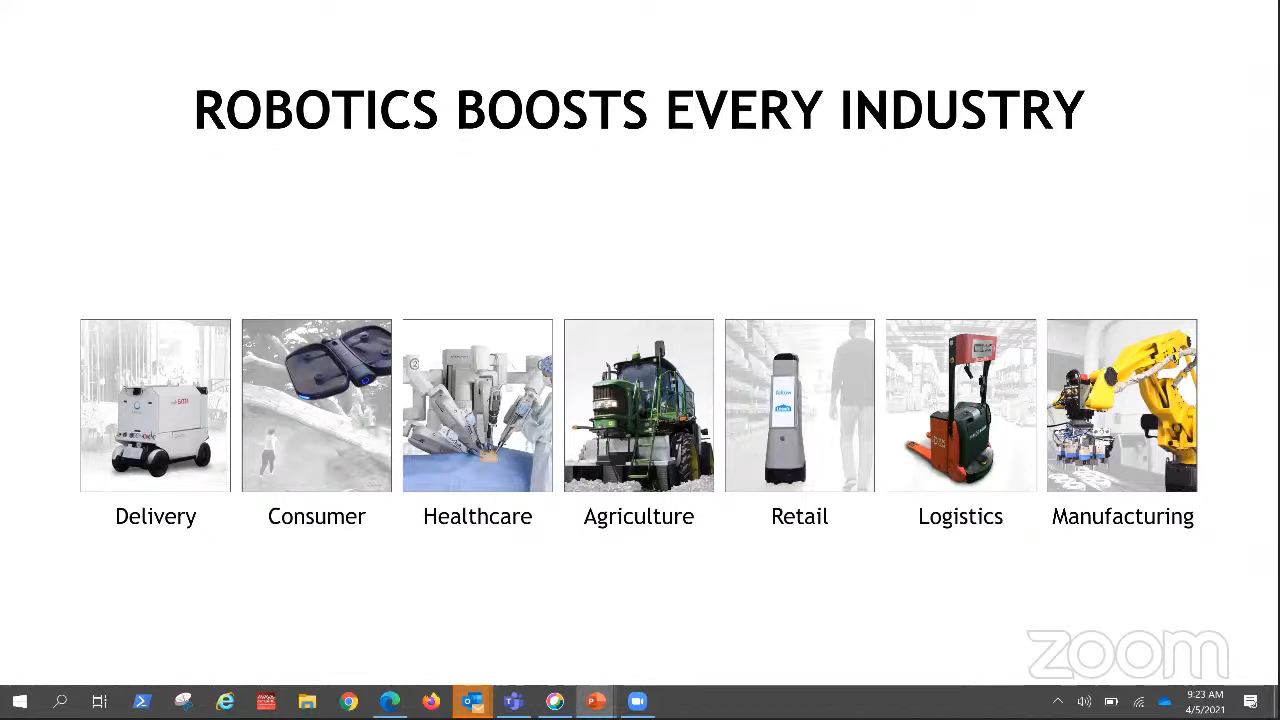 ROBOTICS BOOSTS EVERY INDUSTRY
Delivery
Consumer
Healthcare
Agriculture
Retail
Logistics
Manufacturing
zoom
9:23 AM
4/5/2021